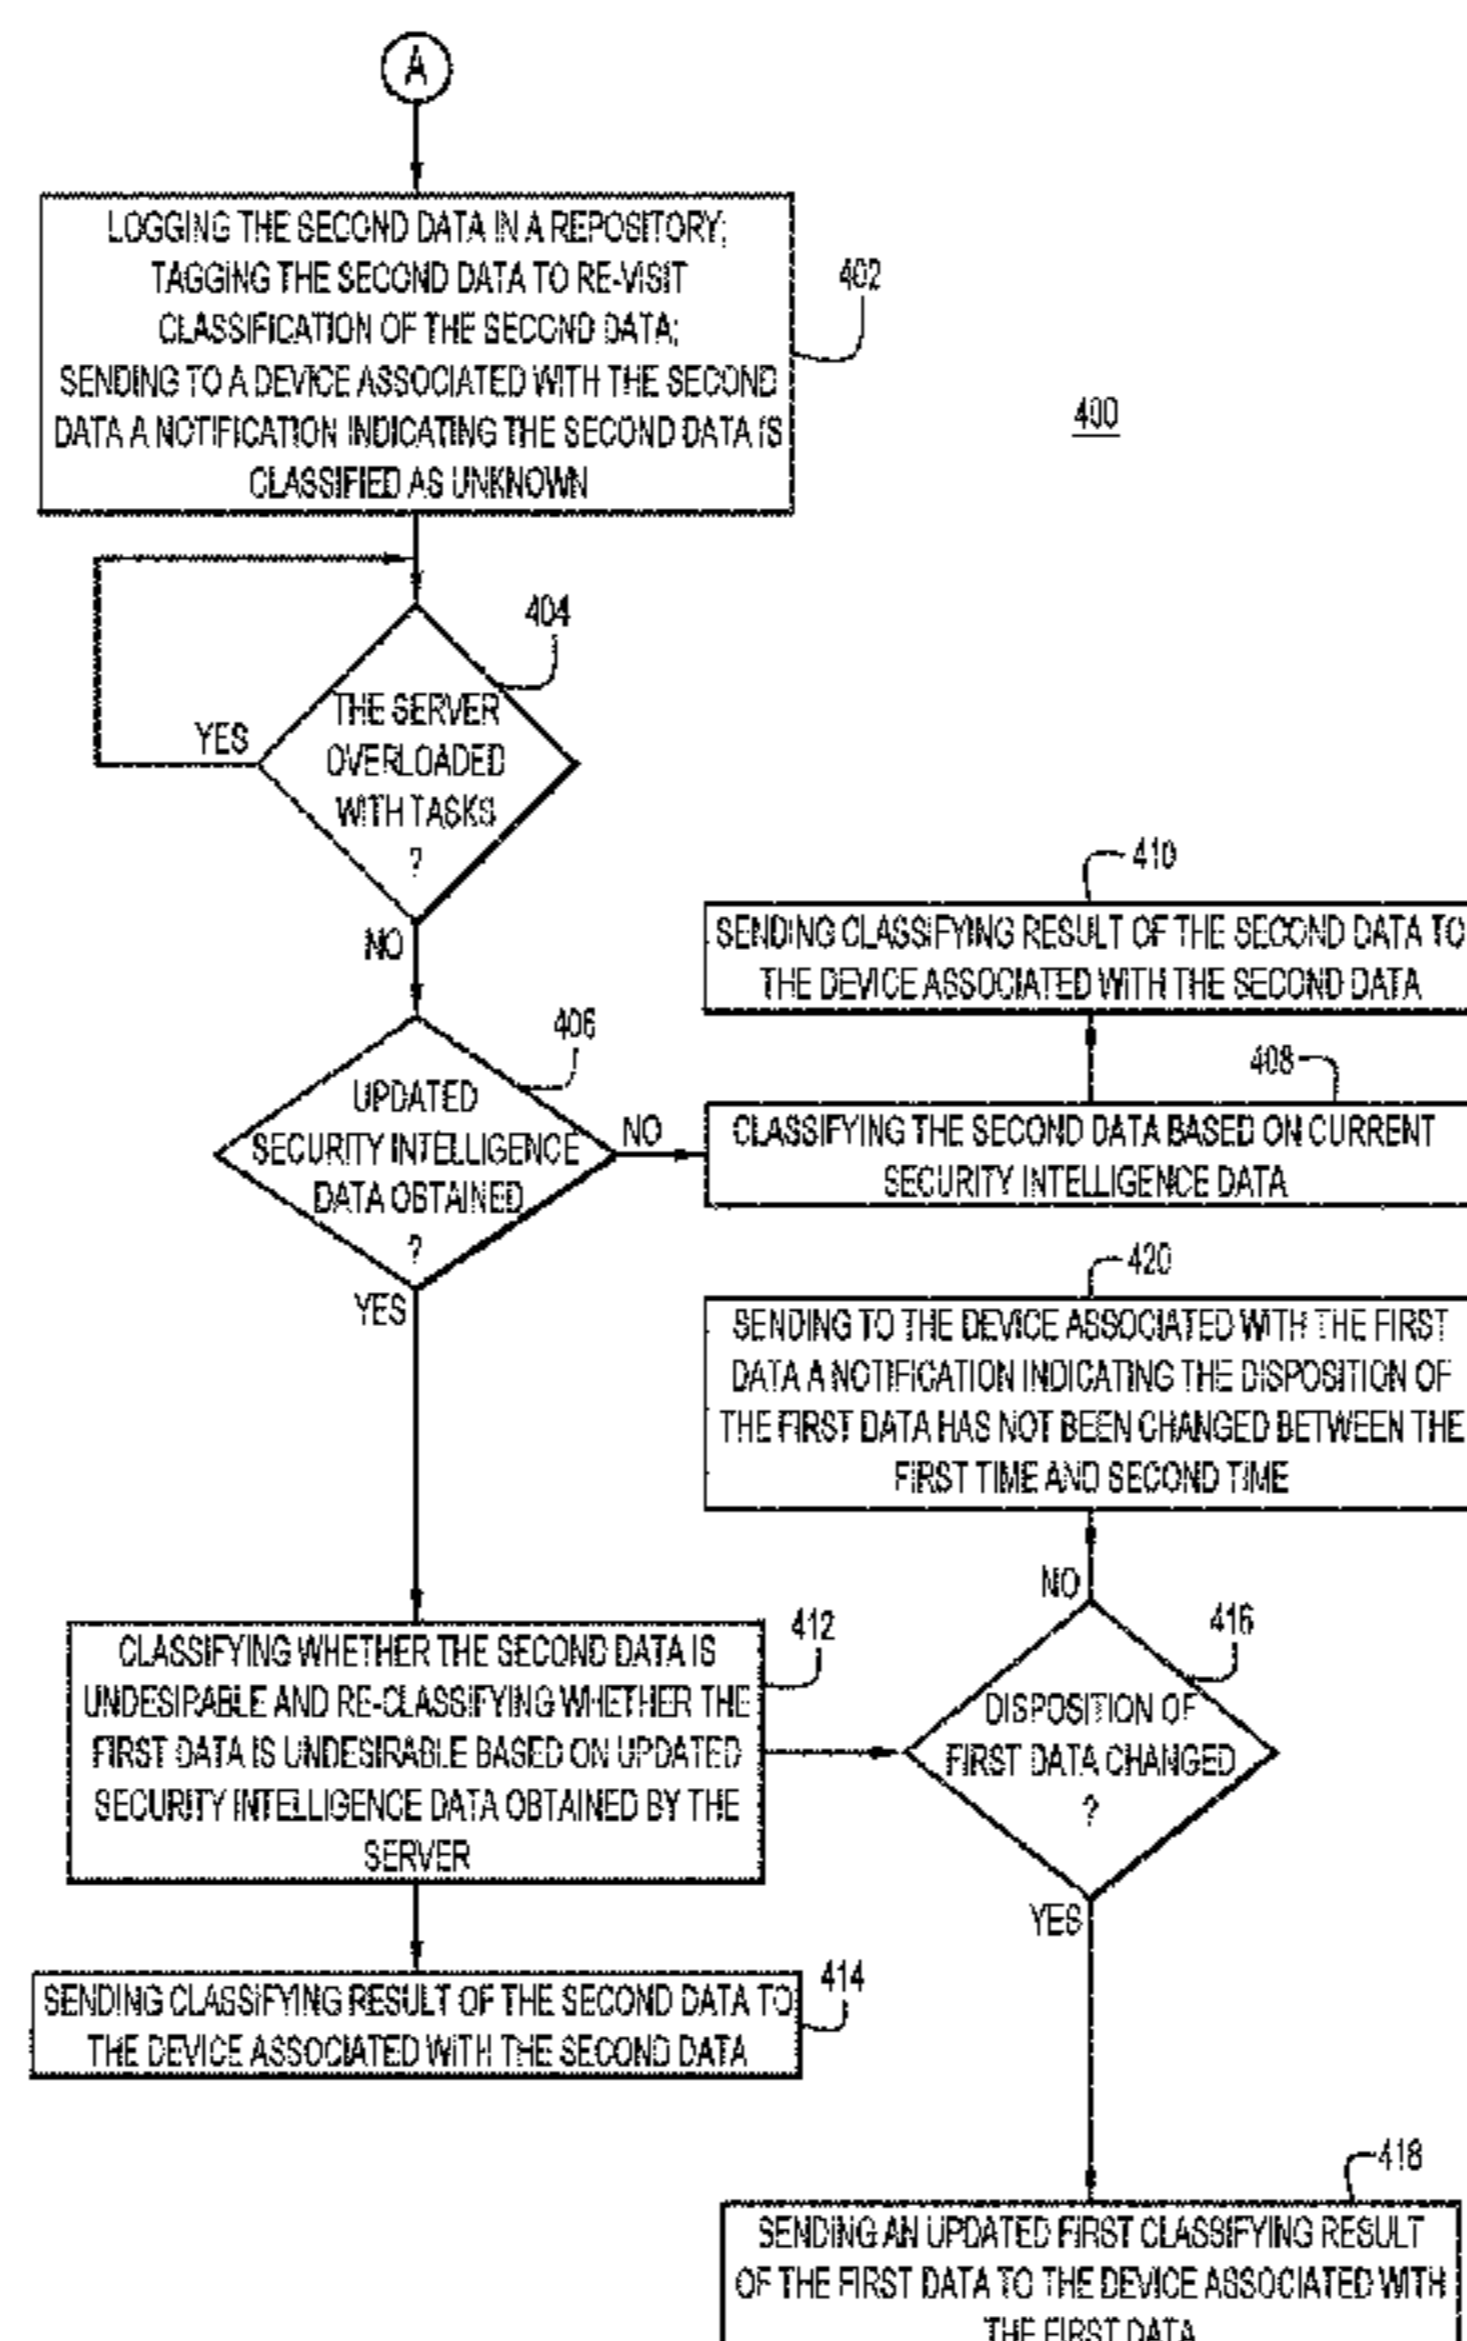 A
LOGGING THE SECOND DATA IN A REPOSITORY;
TAGGING THE SECOND DATA TO RE-VISIT
CLASSIFICATION OF THE SECOND DATA;
SENDING TO A DEVICE ASSOCIATED WITH THE SECOND
DATA A NOTIFICATION INDICATING THE SECOND DATA IS
CLASSIFIED AS UNKNOWN
402
400
404
THE SERVER
OVERLOADED
WITH TASKS
?
YES
NO
406
UPDATED
SECURITY INTELLIGENCE
DATA OBTAINED
?
NO
YES
410
SENDING CLASSIFYING RESULT OF THE SECOND DATA TO
THE DEVICE ASSOCIATED WITH THE SECOND DATA
408
CLASSIFYING THE SECOND DATA BASED ON CURRENT
SECURITY INTELLIGENCE DATA
420
SENDING TO THE DEVICE ASSOCIATED WITH THE FIRST
DATA A NOTIFICATION INDICATING THE DISPOSITION OF
THE FIRST DATA HAS NOT BEEN CHANGED BETWEEN THE
FIRST TIME AND SECOND TIME
NO
412
CLASSIFYING WHETHER THE SECOND DATA IS
UNDESIRABLE AND RE-CLASSIFYING WHETHER THE
FIRST DATA IS UNDESIRABLE BASED ON UPDATED
SECURITY INTELLIGENCE DATA OBTAINED BY THE
SERVER
416
DISPOSITION OF
FIRST DATA CHANGED
?
YES
414
SENDING CLASSIFYING RESULT OF THE SECOND DATA TO
THE DEVICE ASSOCIATED WITH THE SECOND DATA
418
SENDING AN UPDATED FIRST CLASSIFYING RESULT
OF THE FIRST DATA TO THE DEVICE ASSOCIATED WITH
THE FIRST DATA